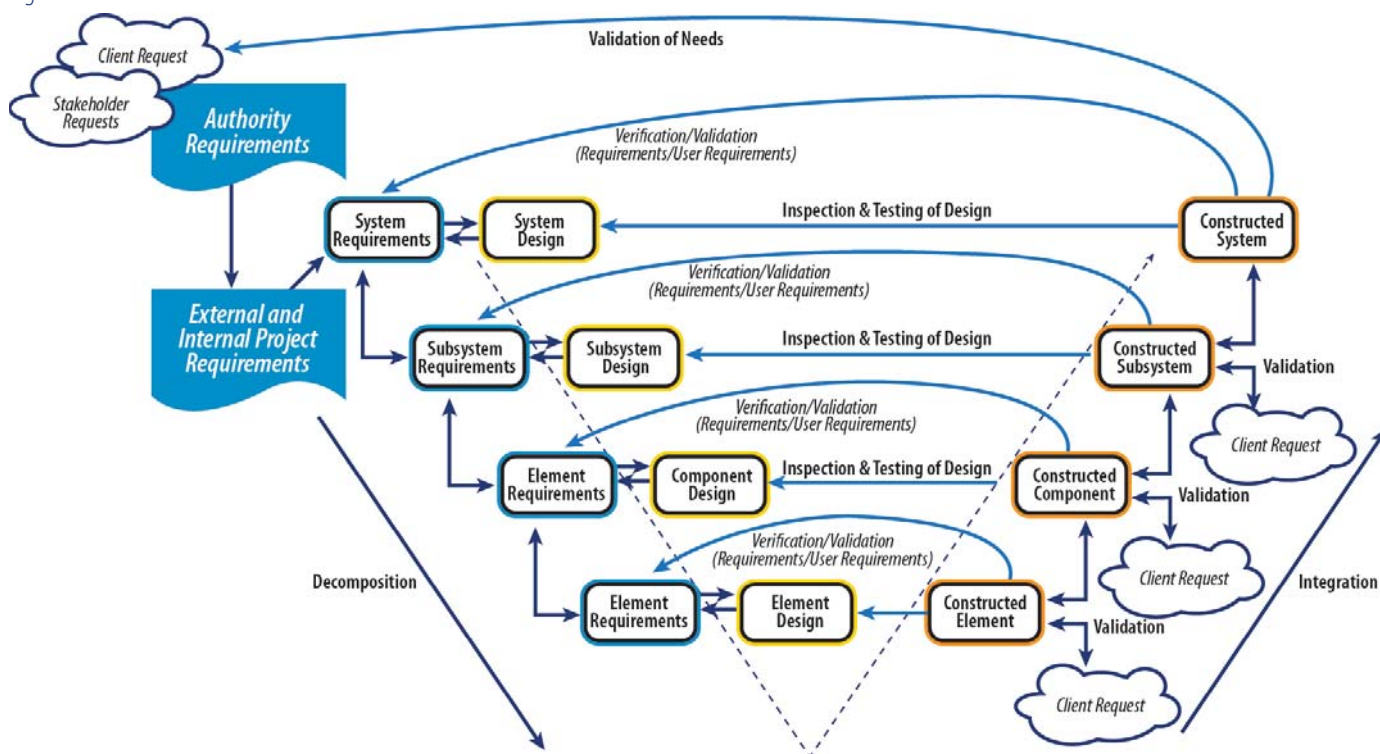 Client Request
Validation of Needs
Stakeholder
Requests
Authority
Requirements
Verification/Validation
(Requirements/User Requirements)
System
Requirements
System
Design
Inspection & Testing of Design
Constructed
System
Verification/Validation
(Requirements/User Requirements)
External and
Internal Project
Requirements
Subsystem
Requirements
Subsystem
Design
Inspection & Testing of Design
Constructed
Subsystem
Validation
Client Request
Verification/Validation
(Requirements/User Requirements)
Element
Requirements
Component
Design
Inspection & Testing of Design
Constructed
Component
Validation
Client Request
Verification/Validation
(Requirements/User Requirements)
Decomposition
Integration
Element
Requirements
Element
Design
Constructed
Element
Validation
Client Request